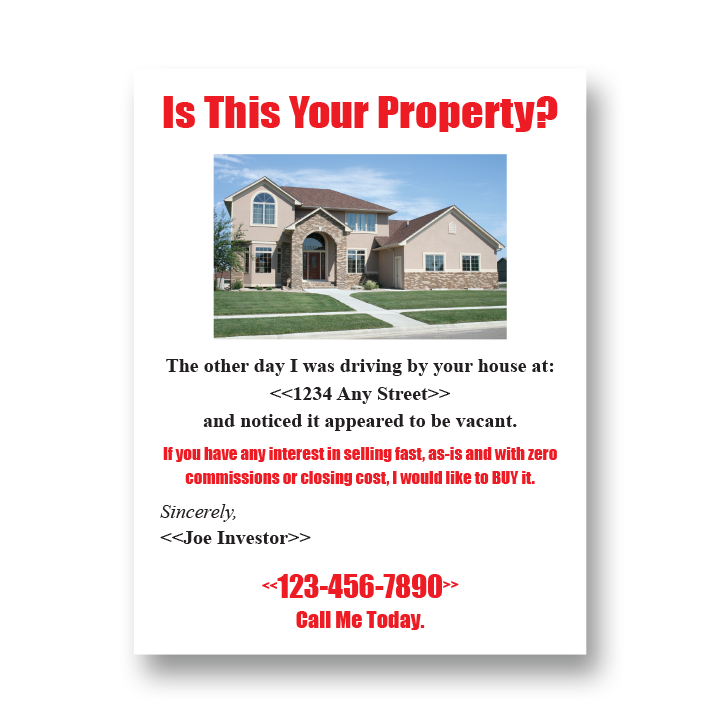 Is This Your Property?
The other day I was driving by your house at:
<<1234 Any Street>>
and noticed it appeared to be vacant.
If you have any interest in selling fast, as-is and with zero
commissions or closing cost, I would like to BUY it.
Sincerely,
<<Joe Investor>>
<<123-456-7890>>
Call Me Today.